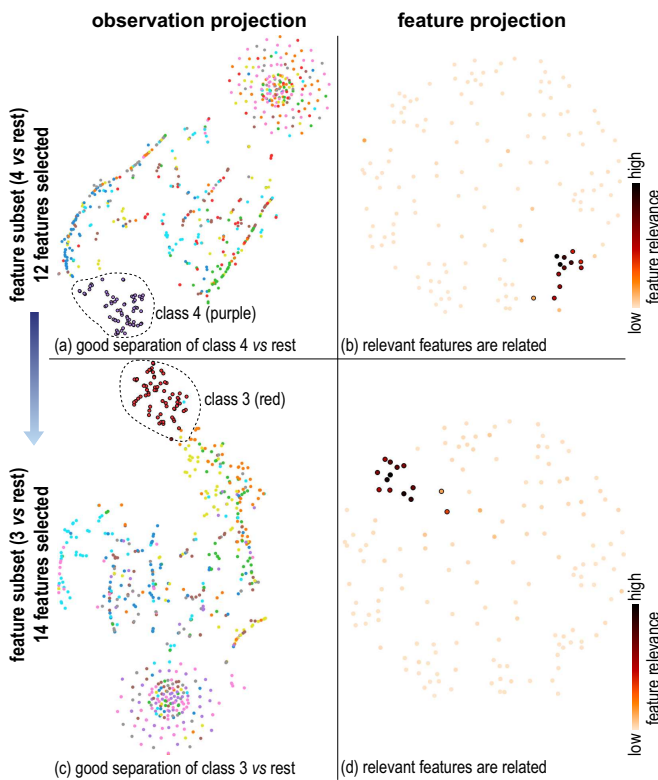 observation projection
feature projection
feature subset (4 vs rest)
12 features selected
class 4 (purple)
(a) good separation of class 4 vs rest
high
feature relevance
low
(b) relevant features are related
class 3 (red)
feature subset (3 vs rest)
14 features selected
(c) good separation of class 3 vs rest
high
feature relevance
low
(d) relevant features are related